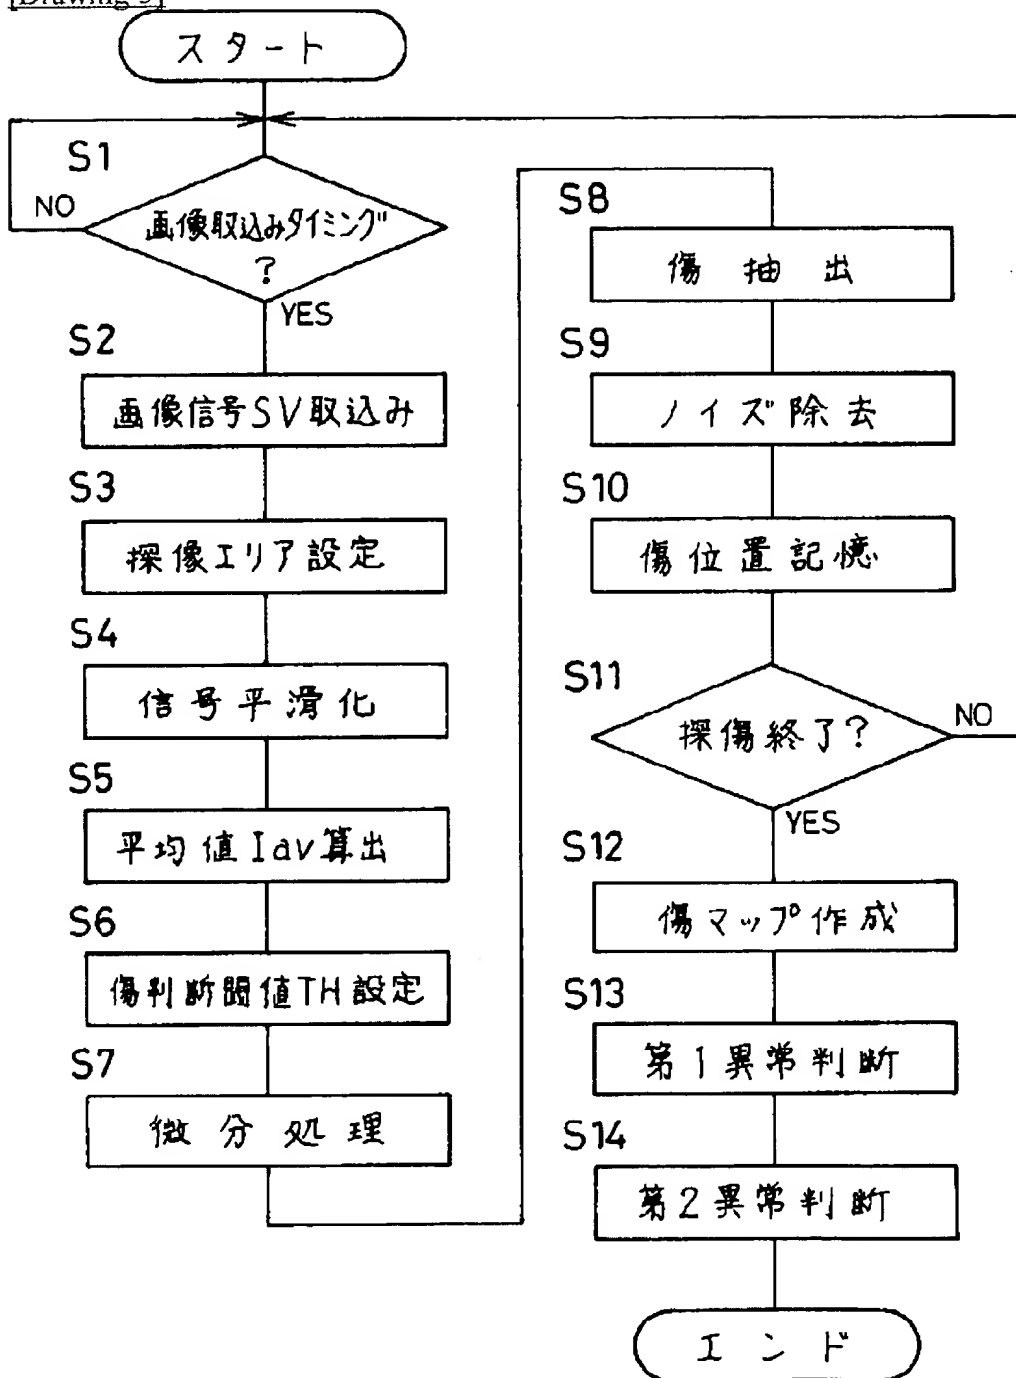 スタート
S1
NO
画像取込みタイミング
?
YES
S2
画像信号SV取込み
S3
探像エリア設定
S4
信号平滑化
S5
平均値Iav算出
S6
傷判断閾値TH設定
S7
微分処理
S8
傷抽出
S9
ノイズ除去
S10
傷位置記憶
S11
探傷終了?
NO
YES
S12
傷マップ作成
S13
第1異常判断
S14
第2異常判断
エンド